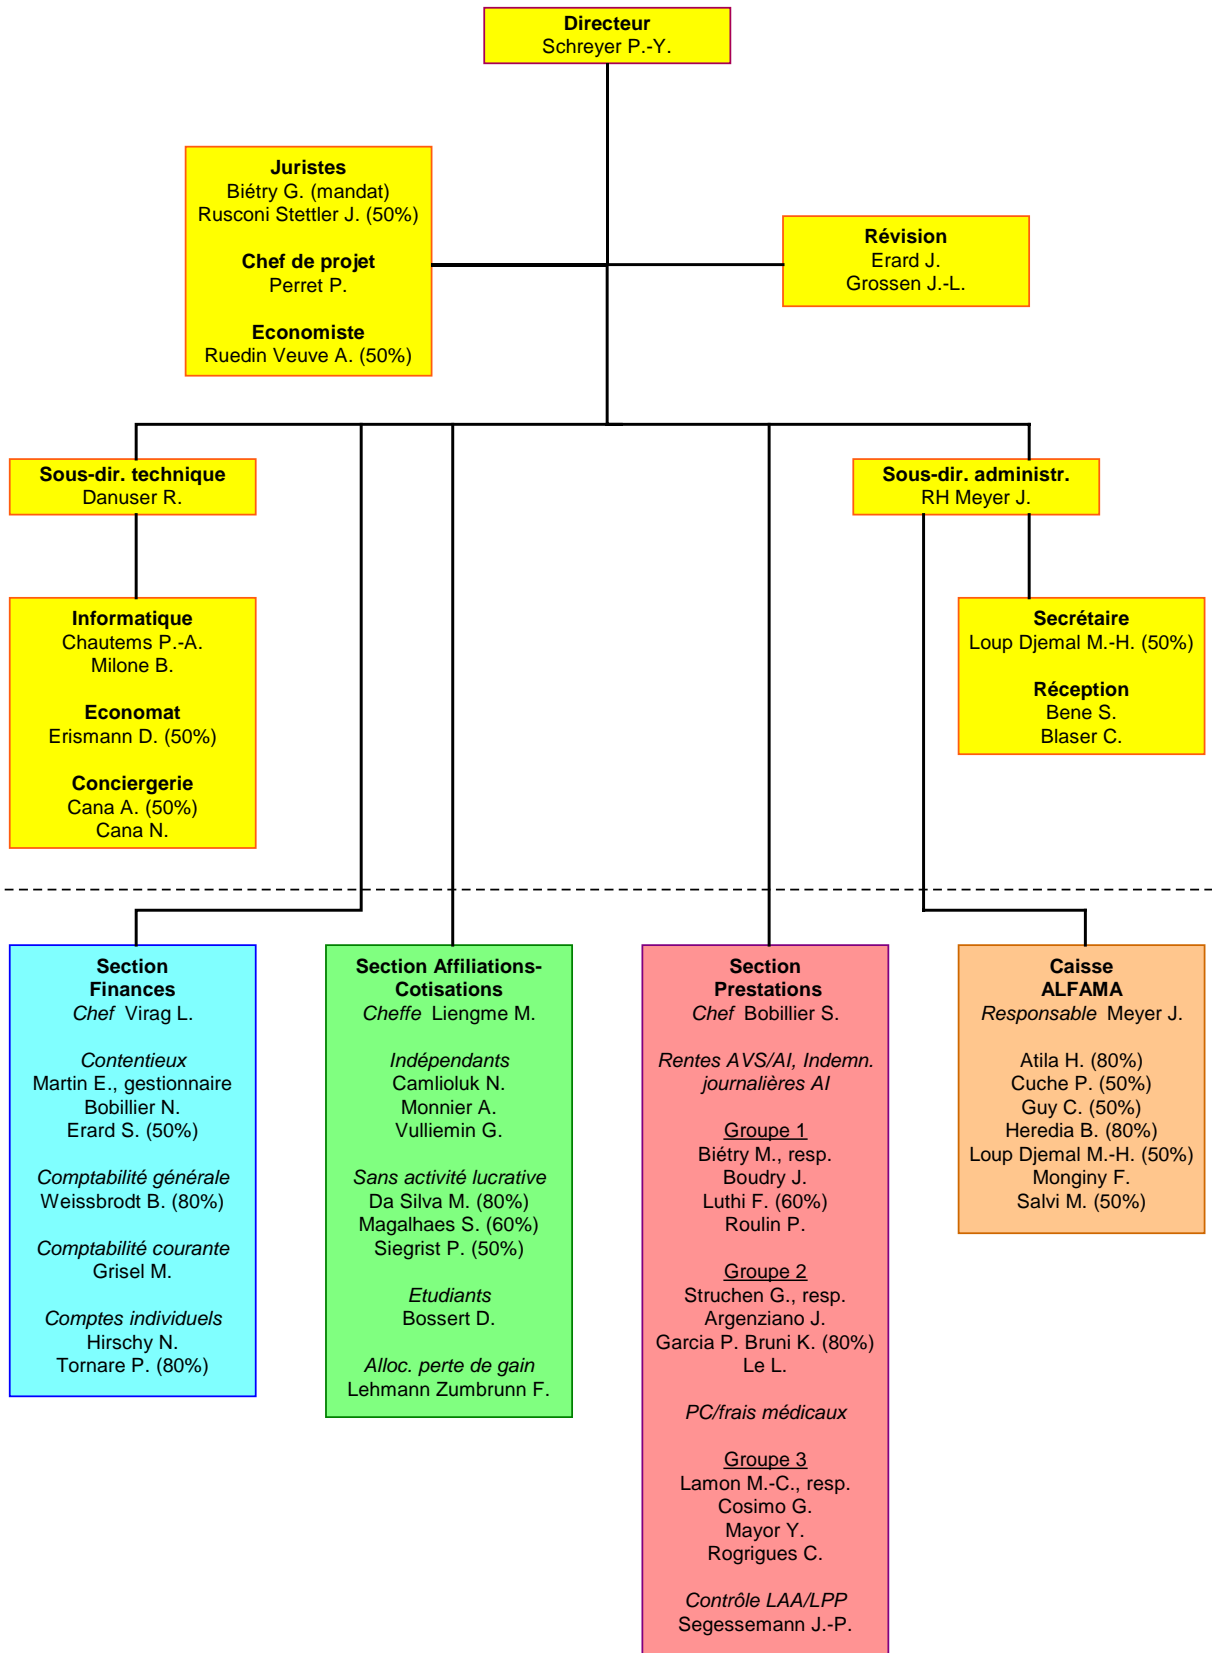 Directeur
Schreyer P.-Y.
Juristes
Biétry G. (mandat)
Rusconi Stettler J. (50%)
Chef de projet
Perret P.
Economiste
Ruedin Veuve A. (50%)
Révision
Erard J.
Grossen J.-L.
Sous-dir. technique
Danuser R.
Sous-dir. administr.
RH Meyer J.
Informatique
Chautems P.-A.
Milone B.
Economat
Erismann D. (50%)
Conciergerie
Cana A. (50%)
Cana N.
Secrétaire
Loup Djemal M.-H. (50%)
Réception
Bene S.
Blaser C.
Section
Finances
Chef Virag L.
Contentieux
Martin E., gestionnaire
Bobillier N.
Erard S. (50%)
Comptabilité générale
Weissbrodt B. (80%)
Comptabilité courante
Grisel M.
Comptes individuels
Hirschy N.
Tornare P. (80%)
Section Affiliations-
Cotisations
Cheffe Liengme M.
Indépendants
Camlioluk N.
Monnier A.
Vulliemin G.
Sans activité lucrative
Da Silva M. (80%)
Magalhaes S. (60%)
Siegrist P. (50%)
Etudiants
Bossert D.
Alloc. perte de gain
Lehmann Zumbrunn F.
Section
Prestations
Chef Bobillier S.
Rentes AVS/AI, Indemn.
journalières AI
Groupe 1
Biétry M., resp.
Boudry J.
Luthi F. (60%)
Roulin P.
Groupe 2
Struchen G., resp.
Argenziano J.
Garcia P. Bruni K. (80%)
Le L.
PC/frais médicaux
Groupe 3
Lamon M.-C., resp.
Cosimo G.
Mayor Y.
Rogrigues C.
Contrôle LAA/LPP
Segessemann J.-P.
Caisse
ALFAMA
Responsable Meyer J.
Atila H. (80%)
Cuche P. (50%)
Guy C. (50%)
Heredia B. (80%)
Loup Djemal M.-H. (50%)
Monginy F.
Salvi M. (50%)